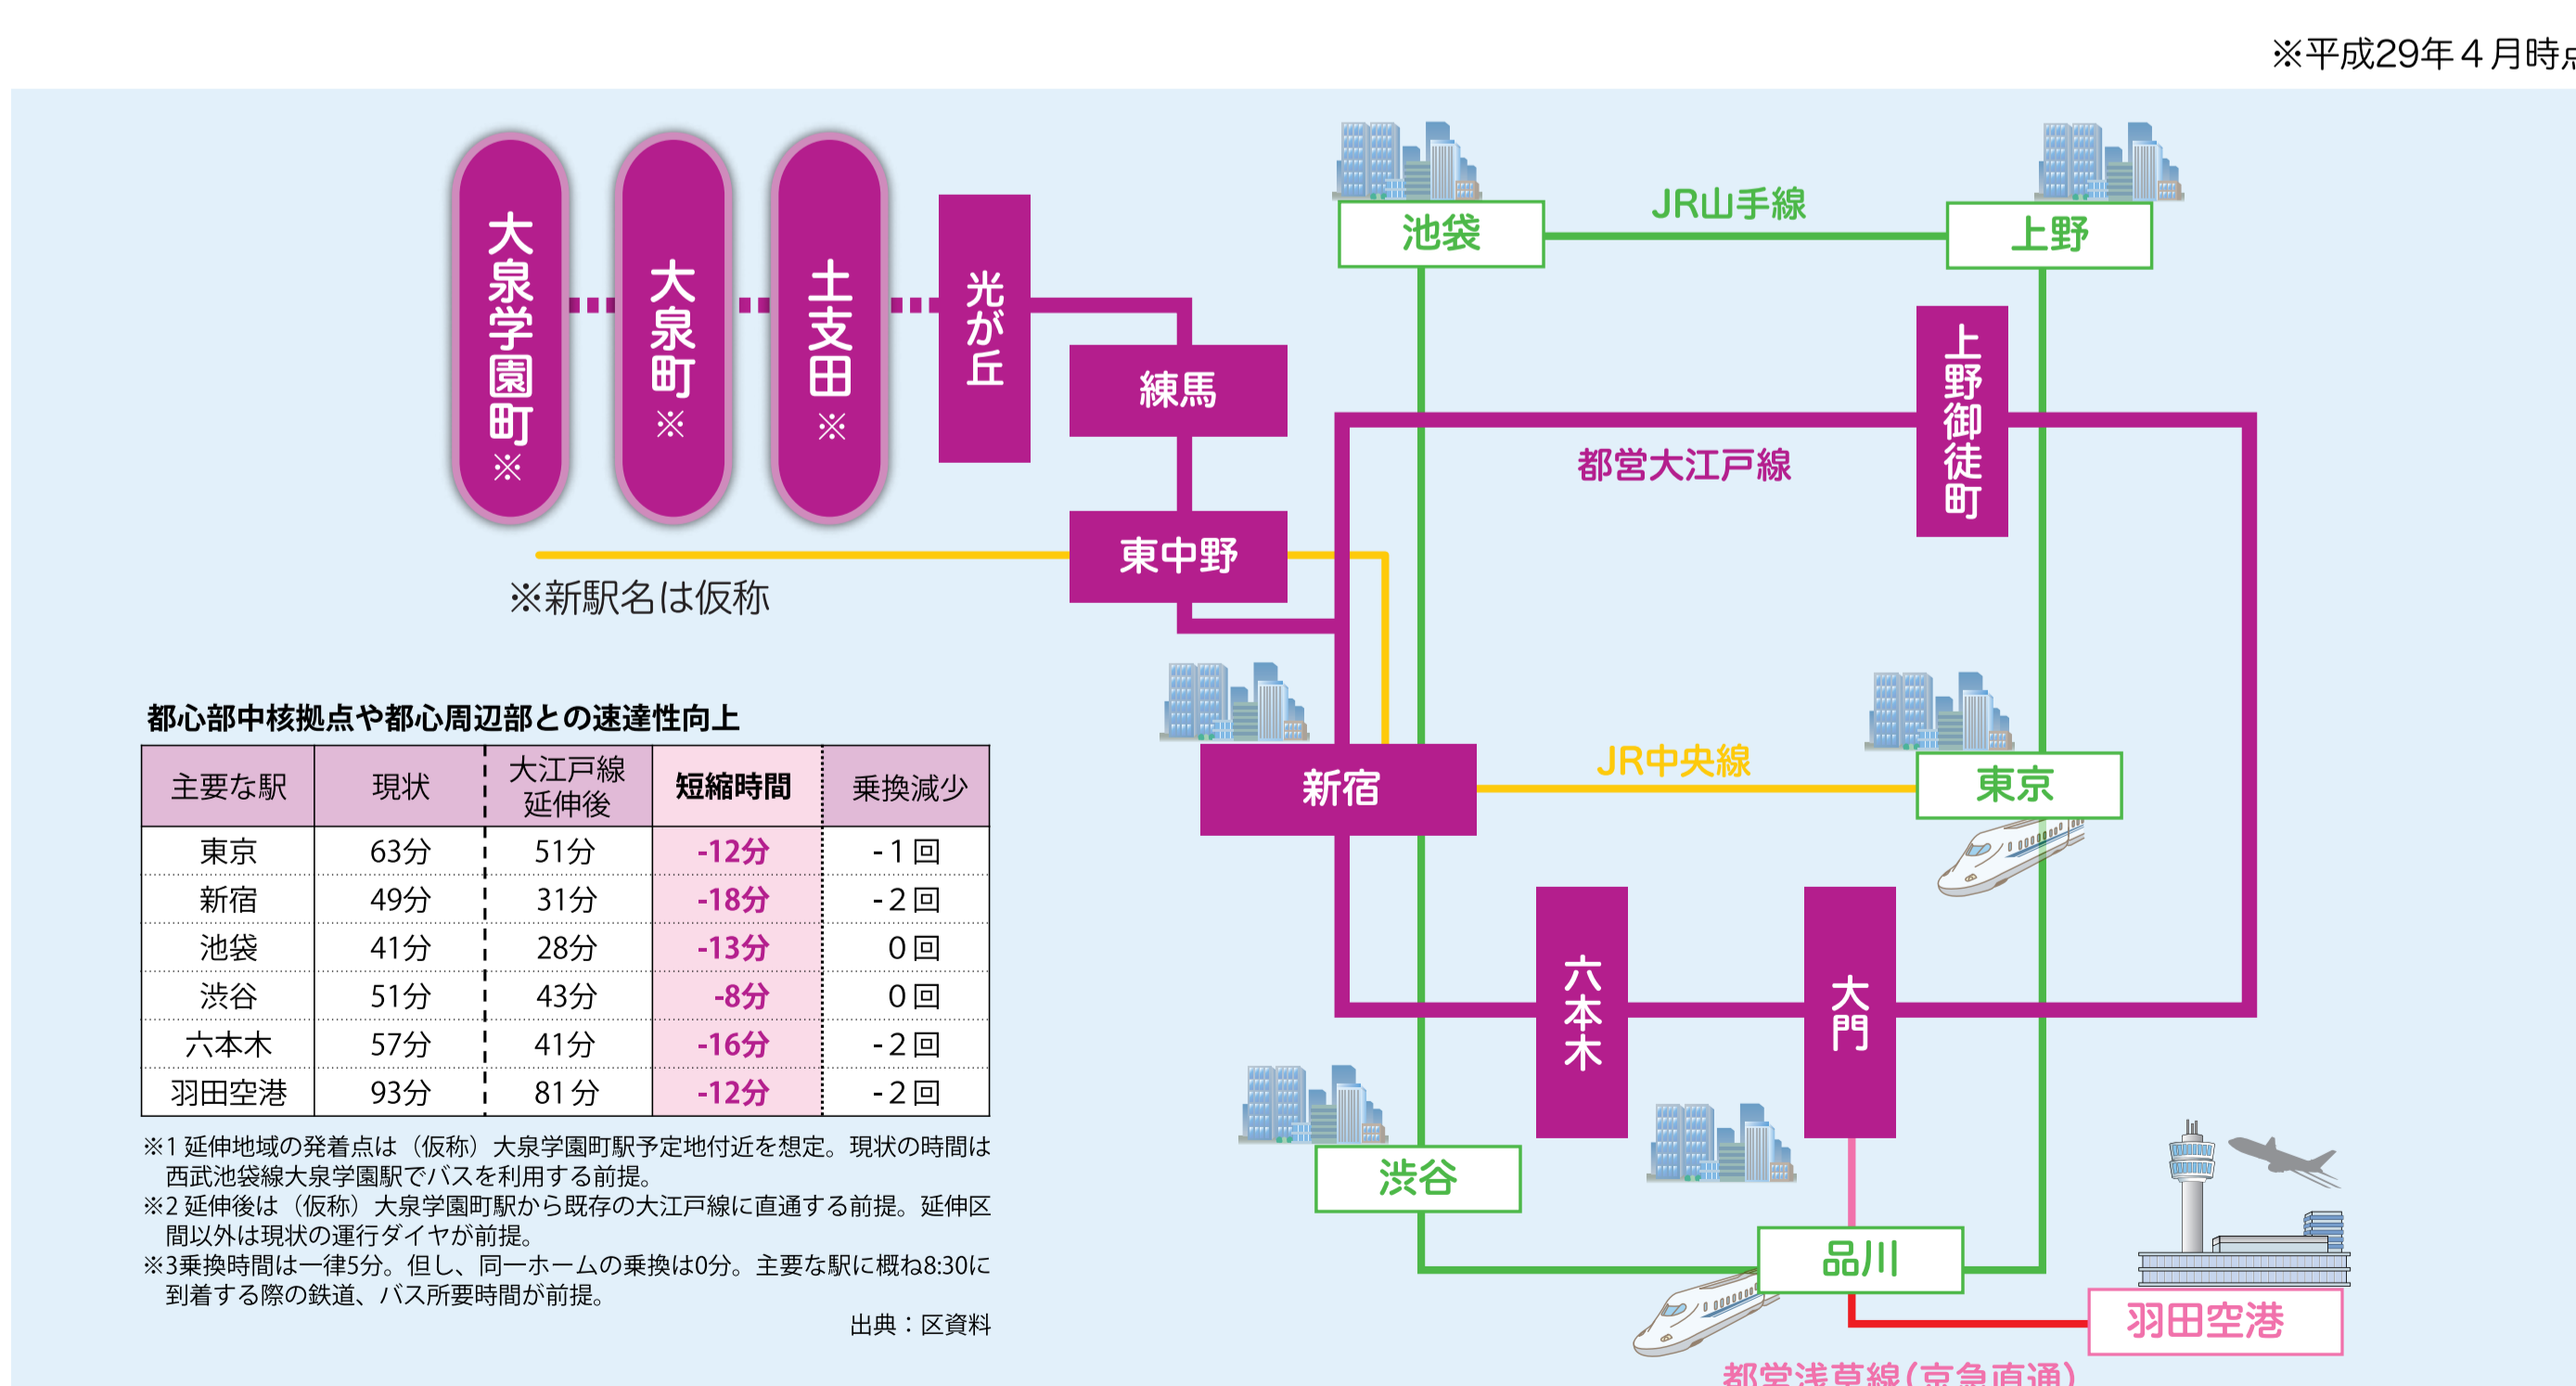 ※平成29年４月時点
大泉学園町※
大泉町※
土支田※
光が丘
練馬
東中野
※新駅名は仮称
池袋
JR山手線
上野
上野御徒町
都営大江戸線
新宿
JR中央線
東京
六本木
大門
渋谷
品川
羽田空港
都営浅草線(京急直通)
都心部中核拠点や都心周辺部との速達性向上
主要な駅 現状 大江戸線延伸後 短縮時間 乗換減少
東京 63分 51分 -12分 -１回
新宿 49分 31分 -18分 -２回
池袋 41分 28分 -13分 ０回
渋谷 51分 43分 -8分 ０回
六本木 57分 41分 -16分 -２回
羽田空港 93分 81分 -12分 -２回
※1 延伸地域の発着点は（仮称）大泉学園町駅予定地付近を想定。現状の時間は
西武池袋線大泉学園駅でバスを利用する前提。
※2 延伸後は（仮称）大泉学園町駅から既存の大江戸線に直通する前提。延伸区
間以外は現状の運行ダイヤが前提。
※3乗換時間は一律5分。但し、同一ホームの乗換は0分。主要な駅に概ね8:30に
到着する際の鉄道、バス所要時間が前提。
出典：区資料